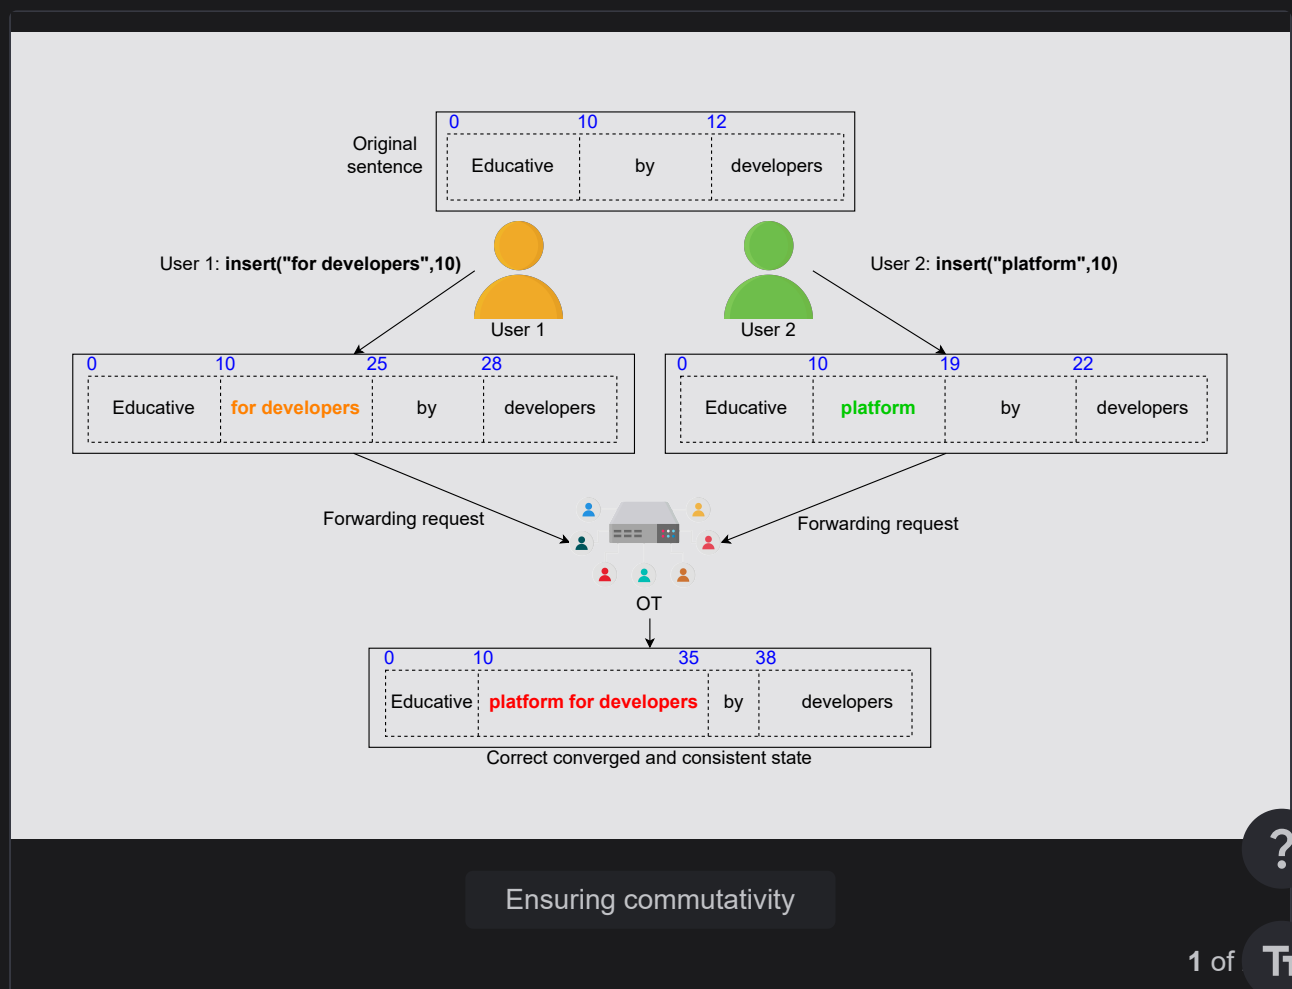 0 10 12
Original
sentence
Educative by developers
User 1: insert("for developers",10)
User 2: insert("platform",10)
User 1
User 2
0 10 25 28
Educative for developers by developers
0 10 19 22
Educative platform by developers
Forwarding request
Forwarding request
OT
0 10 35 38
Educative platform for developers by developers
Correct converged and consistent state
?
Ensuring commutativity
1 of